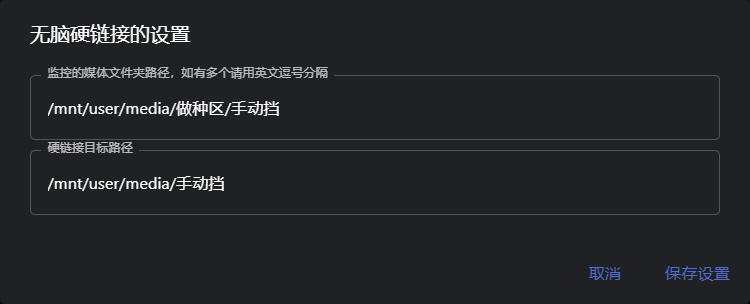 无脑硬链接的设置
监控的媒体文件夹路径，如有多个请用英文逗号分隔
/mnt/user/media/做种区/手动挡
硬链接目标路径
/mnt/user/media/手动挡
取消 保存设置